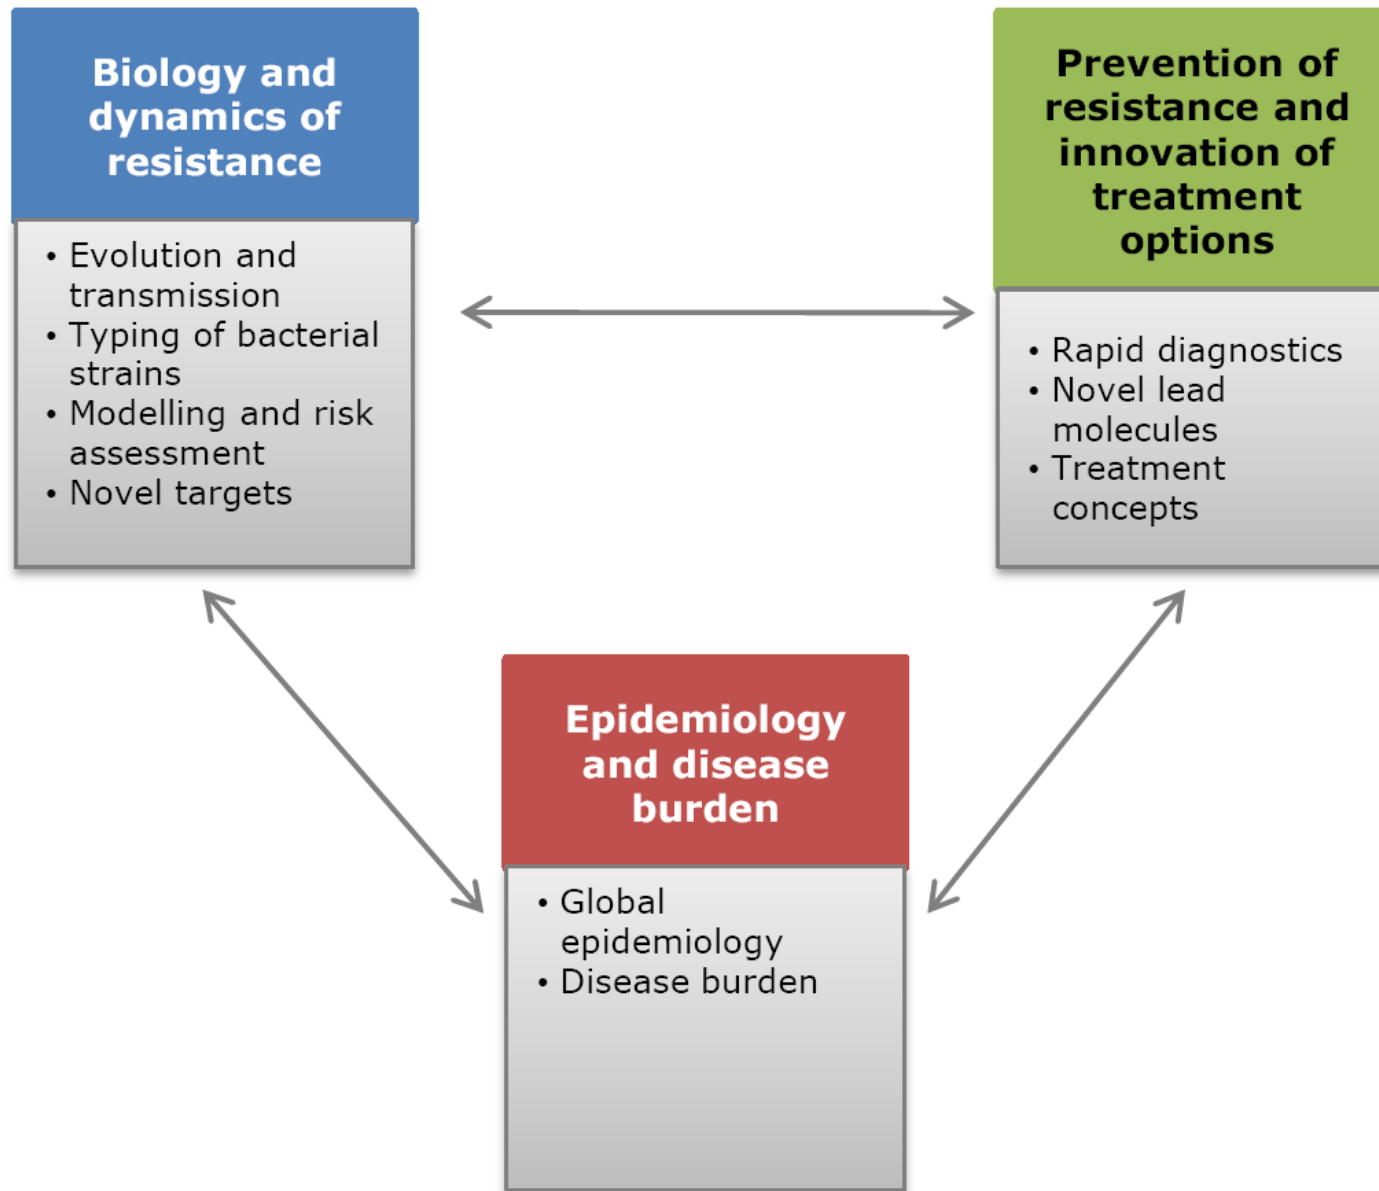 Biology and
dynamics of
resistance
• Evolution and
transmission
• Typing of bacterial
strains
• Modelling and risk
assessment
• Novel targets
Prevention of
resistance and
innovation of
treatment
options
• Rapid diagnostics
• Novel lead
molecules
• Treatment
concepts
Epidemiology
and disease
burden
• Global
epidemiology
• Disease burden